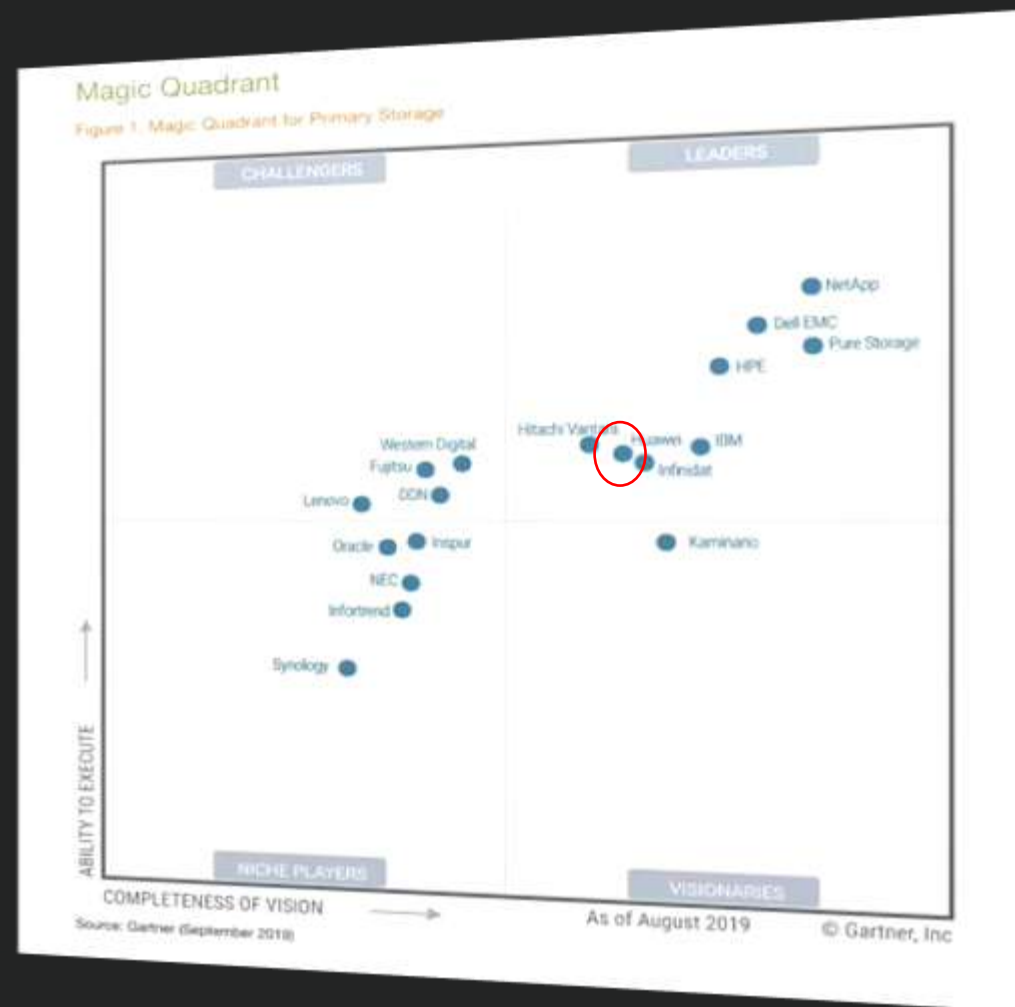 Magic Quadrant
Figure 1. Magic Quadrant for Primary Storage
CHALLENGERS
LEADERS
NetApp
Dell EMC
Pure Storage
HPE
Hitachi Vantara
Huawei
IBM
Infinidat
Western Digital
Fujitsu
DDN
Lenovo
Oracle
Inspur
Kaminario
NEC
Infortrend
Synology
ABILITY TO EXECUTE
NICHE PLAYERS
VISIONARIES
COMPLETENESS OF VISION
As of August 2019
© Gartner, Inc
Source: Gartner (September 2019)